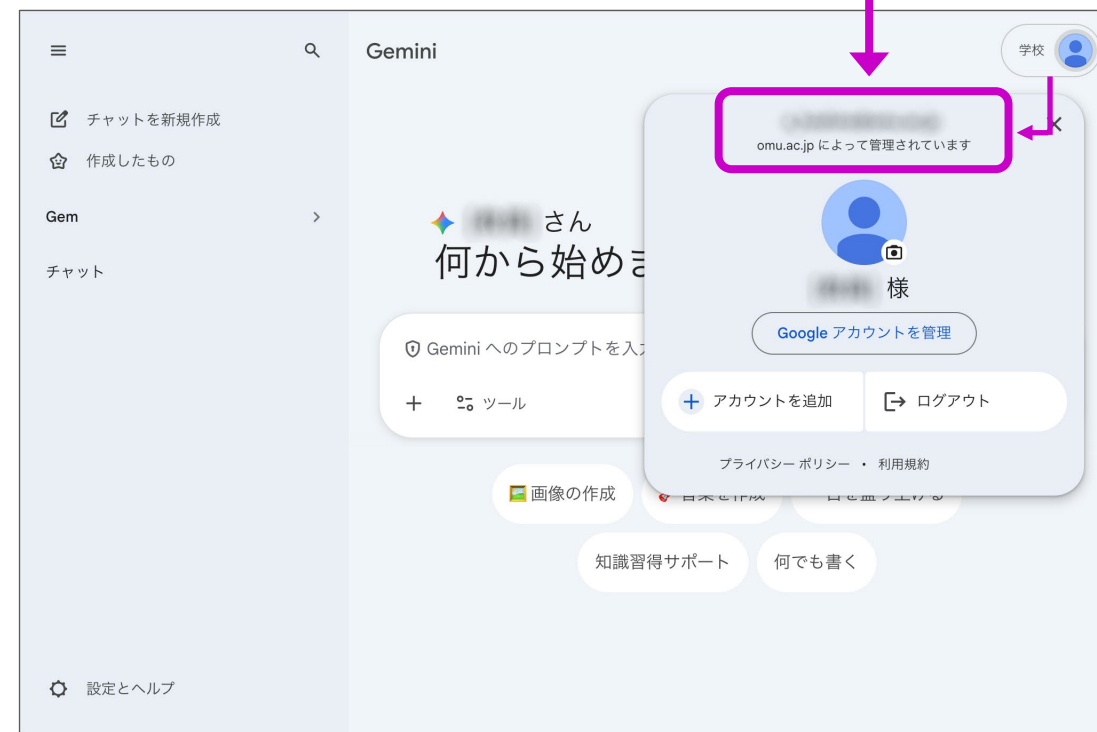 Gemini
学校
チャットを新規作成
作成したもの
Gem
チャット
さん
何から始めま
Gemini へのプロンプトを入
ツール
画像の作成
音楽を作成
知識習得サポート
何でも書く
設定とヘルプ
omu.ac.jp によって管理されています
様
Google アカウントを管理
アカウントを追加
ログアウト
プライバシー ポリシー • 利用規約